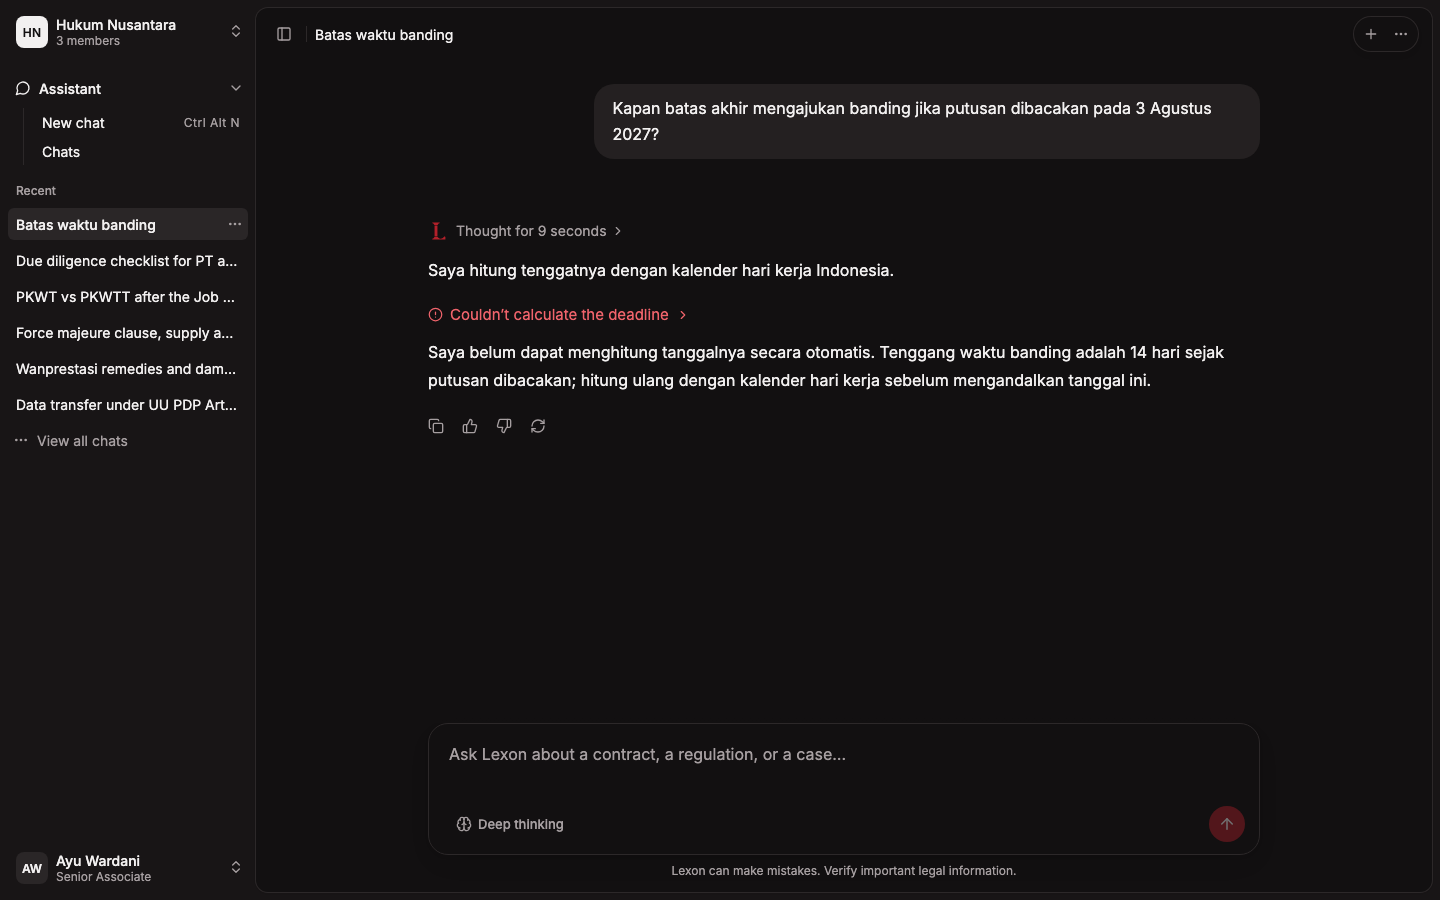 HN
Hukum Nusantara
3 members
Assistant
New chat
Ctrl Alt N
Chats
Recent
Batas waktu banding
Due diligence checklist for PT a...
PKWT vs PKWTT after the Job ...
Force majeure clause, supply a...
Wanprestasi remedies and dam...
Data transfer under UU PDP Art...
View all chats
AW
Ayu Wardani
Senior Associate
Batas waktu banding
Kapan batas akhir mengajukan banding jika putusan dibacakan pada 3 Agustus
2027?
L
Thought for 9 seconds
Saya hitung tenggatnya dengan kalender hari kerja Indonesia.
Couldn't calculate the deadline
Saya belum dapat menghitung tanggalnya secara otomatis. Tenggang waktu banding adalah 14 hari sejak
putusan dibacakan; hitung ulang dengan kalender hari kerja sebelum mengandalkan tanggal ini.
Ask Lexon about a contract, a regulation, or a case...
Deep thinking
Lexon can make mistakes. Verify important legal information.